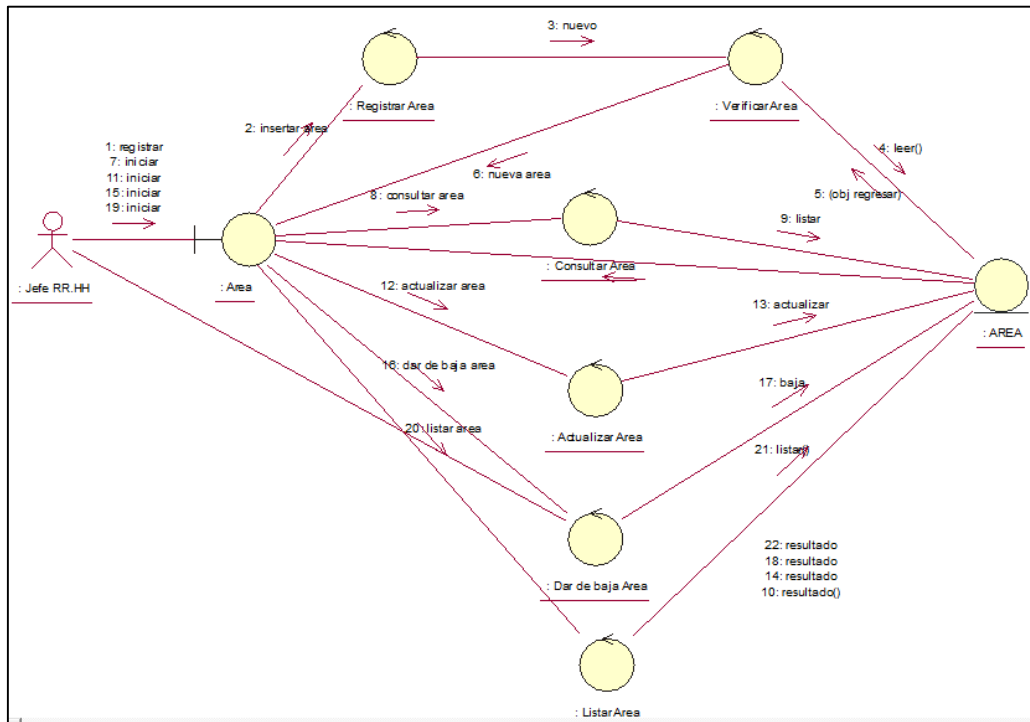 3: nuevo
: Registrar Area
: Verificar Area
2: insertar area
1: registrar
7: iniciar
11: iniciar
15: iniciar
19: iniciar
4: leer()
6: nueva area
5: (obj regresar)
8: consultar area
9: listar
: Jefe RR.HH
: Area
: Consultar Area
12: actualizar area
13: actualizar
: AREA
16: dar de baja area
17: baja
20: listar area
: Actualizar Area
21: listar()
22: resultado
18: resultado
14: resultado
10: resultado()
: Dar de baja Area
: Listar Area